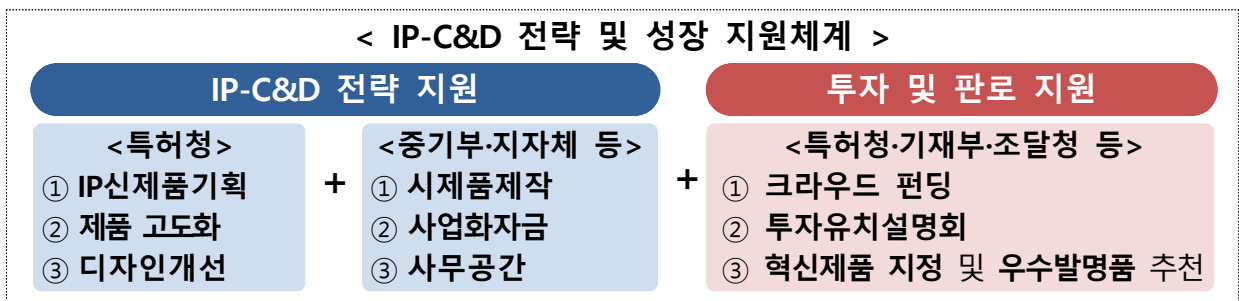 < IP-C&D 전략 및 성장 지원체계 >
IP-C&D 전략 지원
투자 및 판로 지원
<특허청>
① IP신제품기획
② 제품 고도화
③ 디자인개선
+
<중기부·지자체 등>
① 시제품제작
② 사업화자금
③ 사무공간
+
<특허청·기재부·조달청 등>
① 크라우드 펀딩
② 투자유치설명회
③ 혁신제품 지정 및 우수발명품 추천